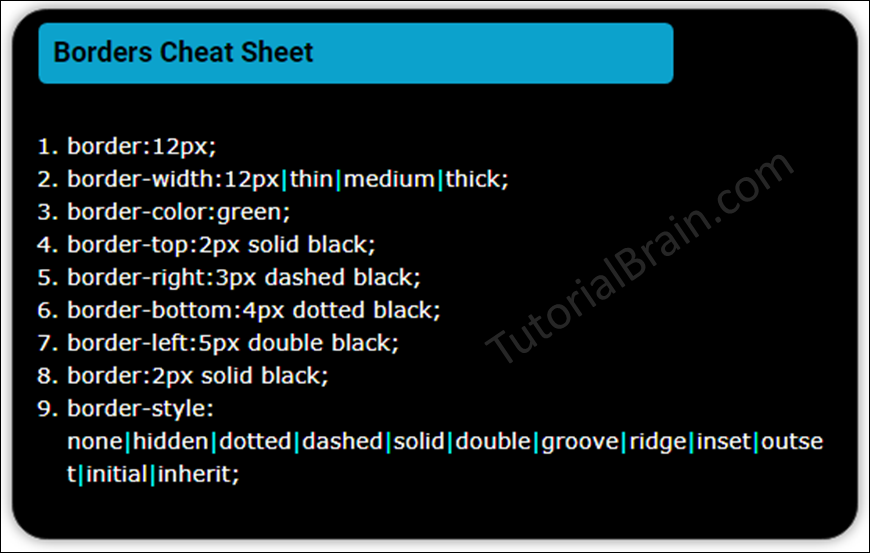 Borders Cheat Sheet
1. border:12px;
2. border-width:12px|thin|medium|thick;
3. border-color:green;
4. border-top:2px solid black;
5. border-right:3px dashed black;
6. border-bottom:4px dotted black;
7. border-left:5px double black;
8. border:2px solid black;
9. border-style:
none|hidden|dotted|dashed|solid|double|groove|ridge|inset|outse
t|initial|inherit;
TutorialBrain.com